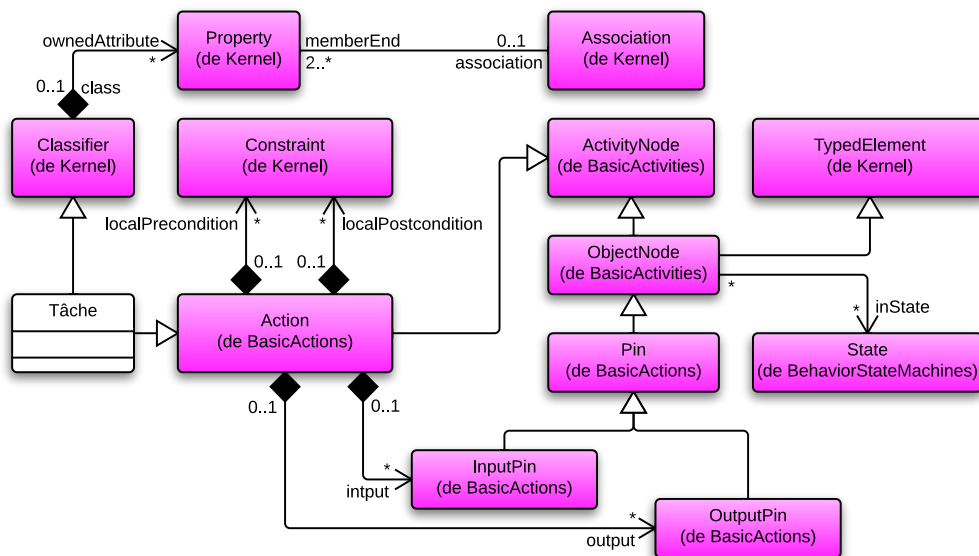 ownedAttribute
*
Property
(de Kernel)
memberEnd
2..*
0..1
association
Association
(de Kernel)
0..1
class
Classifier
(de Kernel)
Constraint
(de Kernel)
ActivityNode
(de BasicActivities)
TypedElement
(de Kernel)
localPrecondition
*
*
localPostcondition
0..1
0..1
ObjectNode
(de BasicActivities)
*
*
inState
Tâche
Action
(de BasicActions)
Pin
(de BasicActions)
State
(de BehaviorStateMachines)
0..1
0..1
*
intput
InputPin
(de BasicActions)
*
output
OutputPin
(de BasicActions)